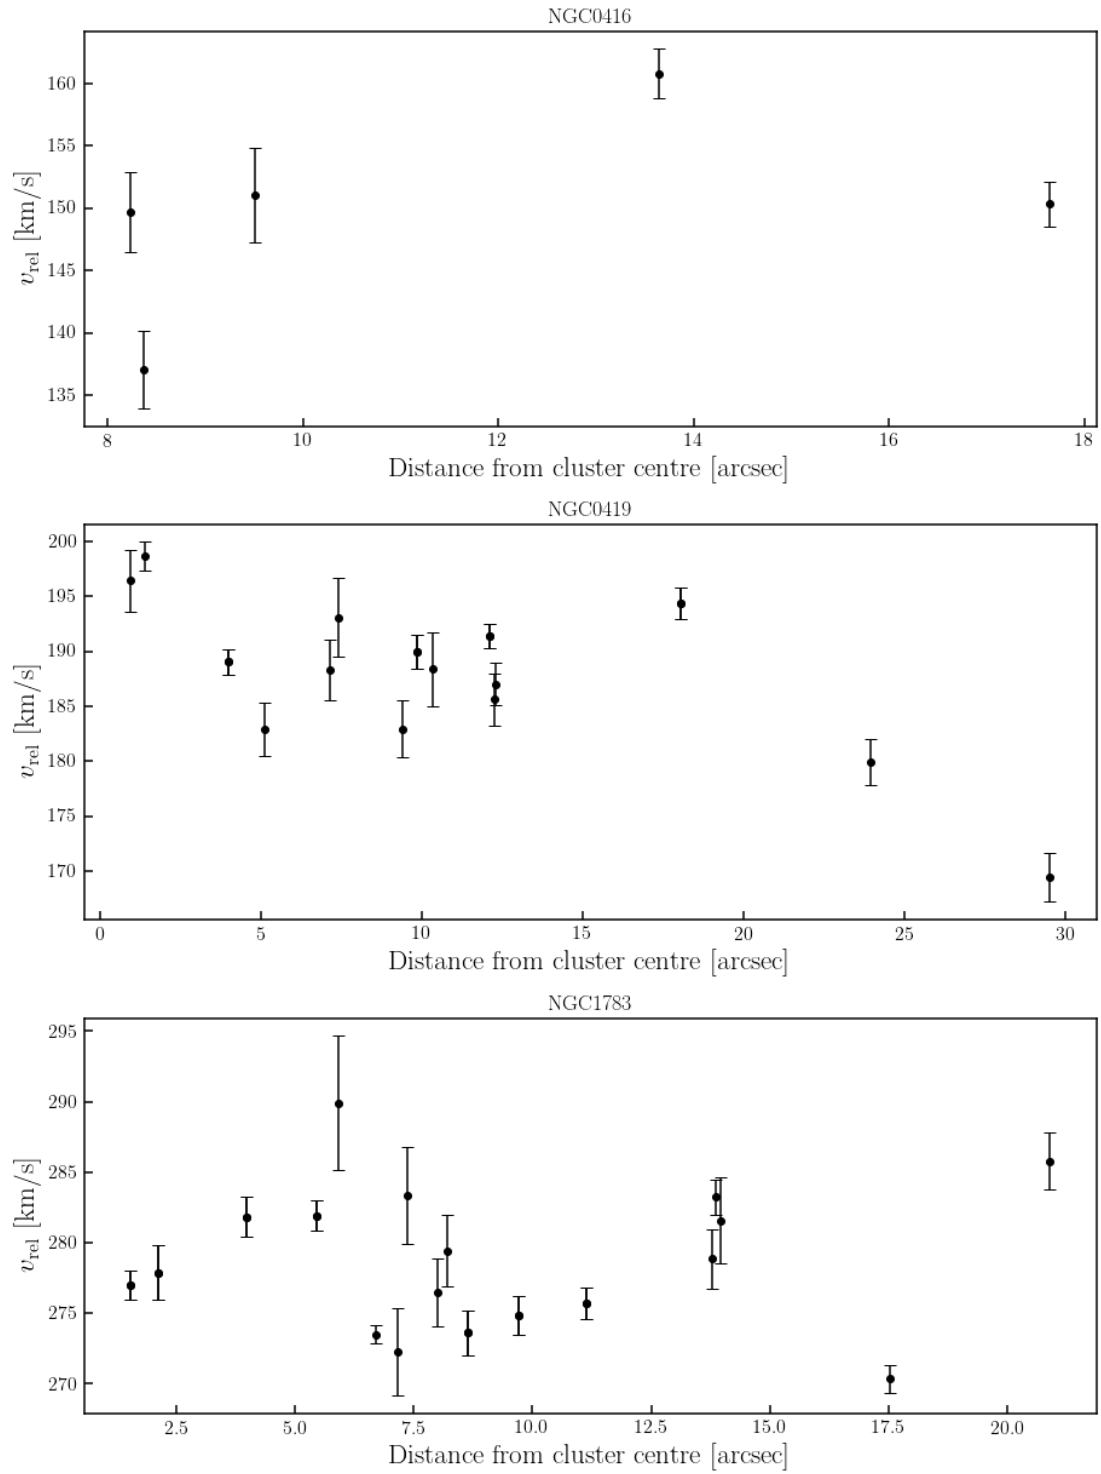 NGC0416
160
155
150
145
140
135
v_rel [km/s]
8 10 12 14 16 18
Distance from cluster centre [arcsec]
NGC0419
200
195
190
185
180
175
170
v_rel [km/s]
0 5 10 15 20 25 30
Distance from cluster centre [arcsec]
NGC1783
295
290
285
280
275
270
v_rel [km/s]
2.5 5.0 7.5 10.0 12.5 15.0 17.5 20.0
Distance from cluster centre [arcsec]